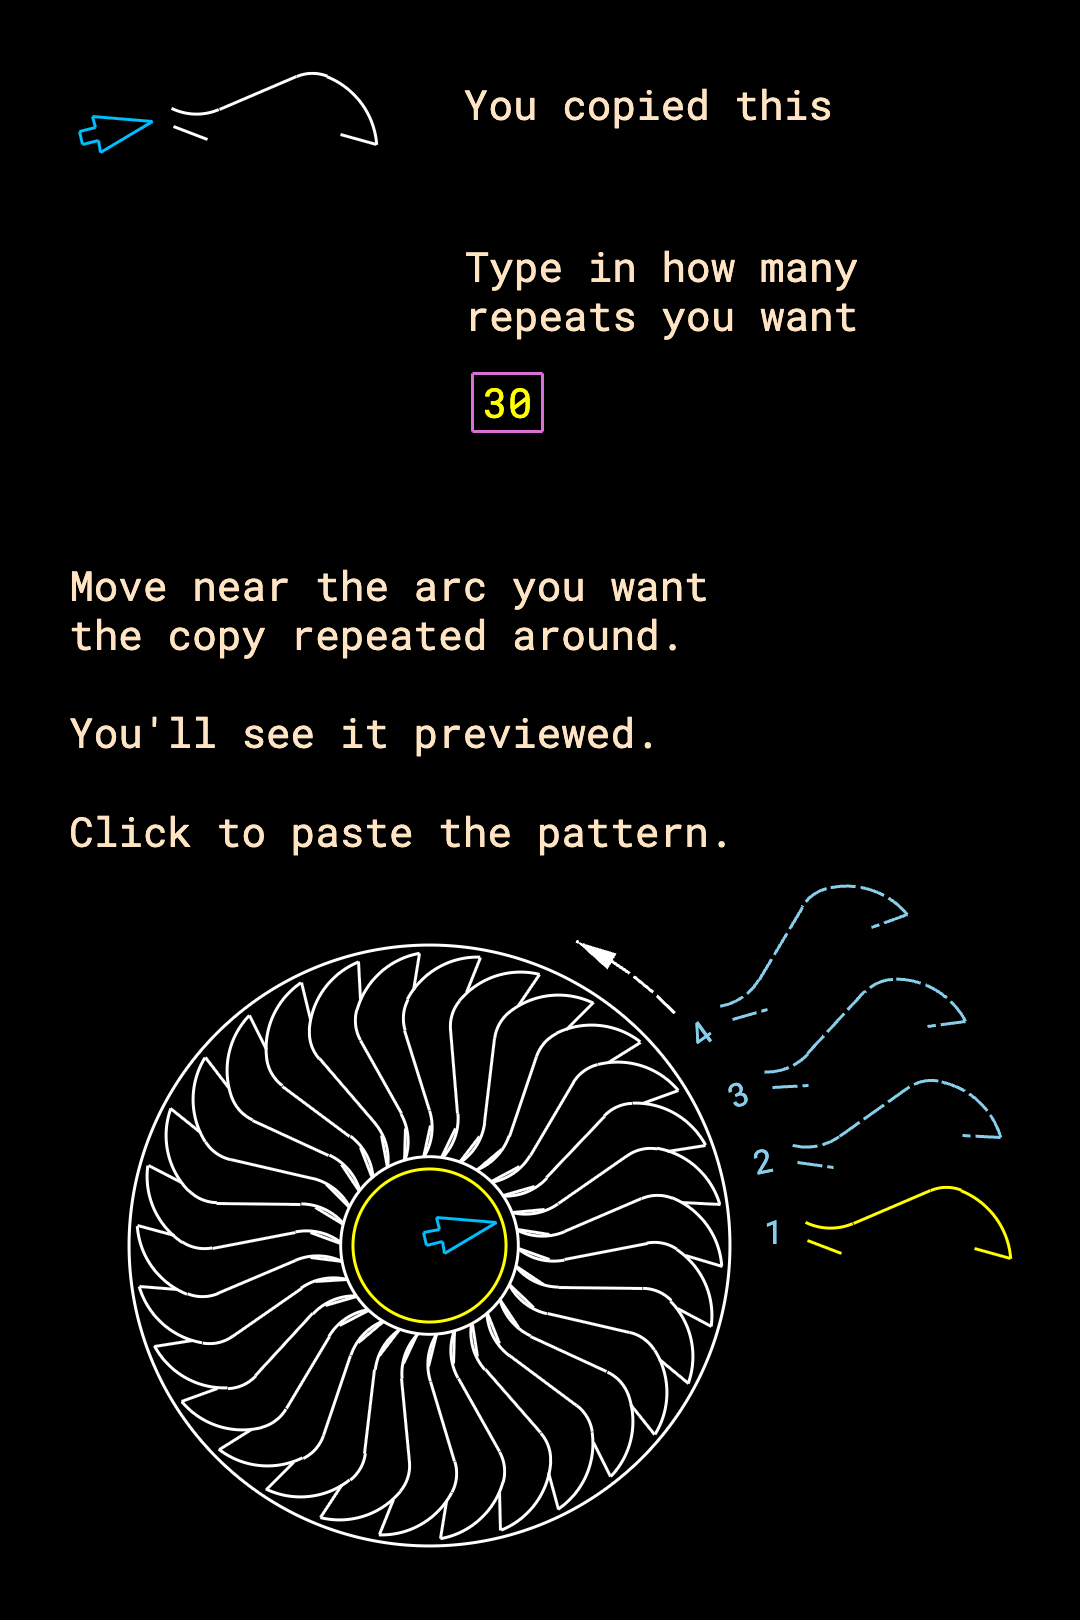 You copied this
Type in how many
repeats you want
30
Move near the arc you want
the copy repeated around.
You'll see it previewed.
Click to paste the pattern.
4
3
2
1